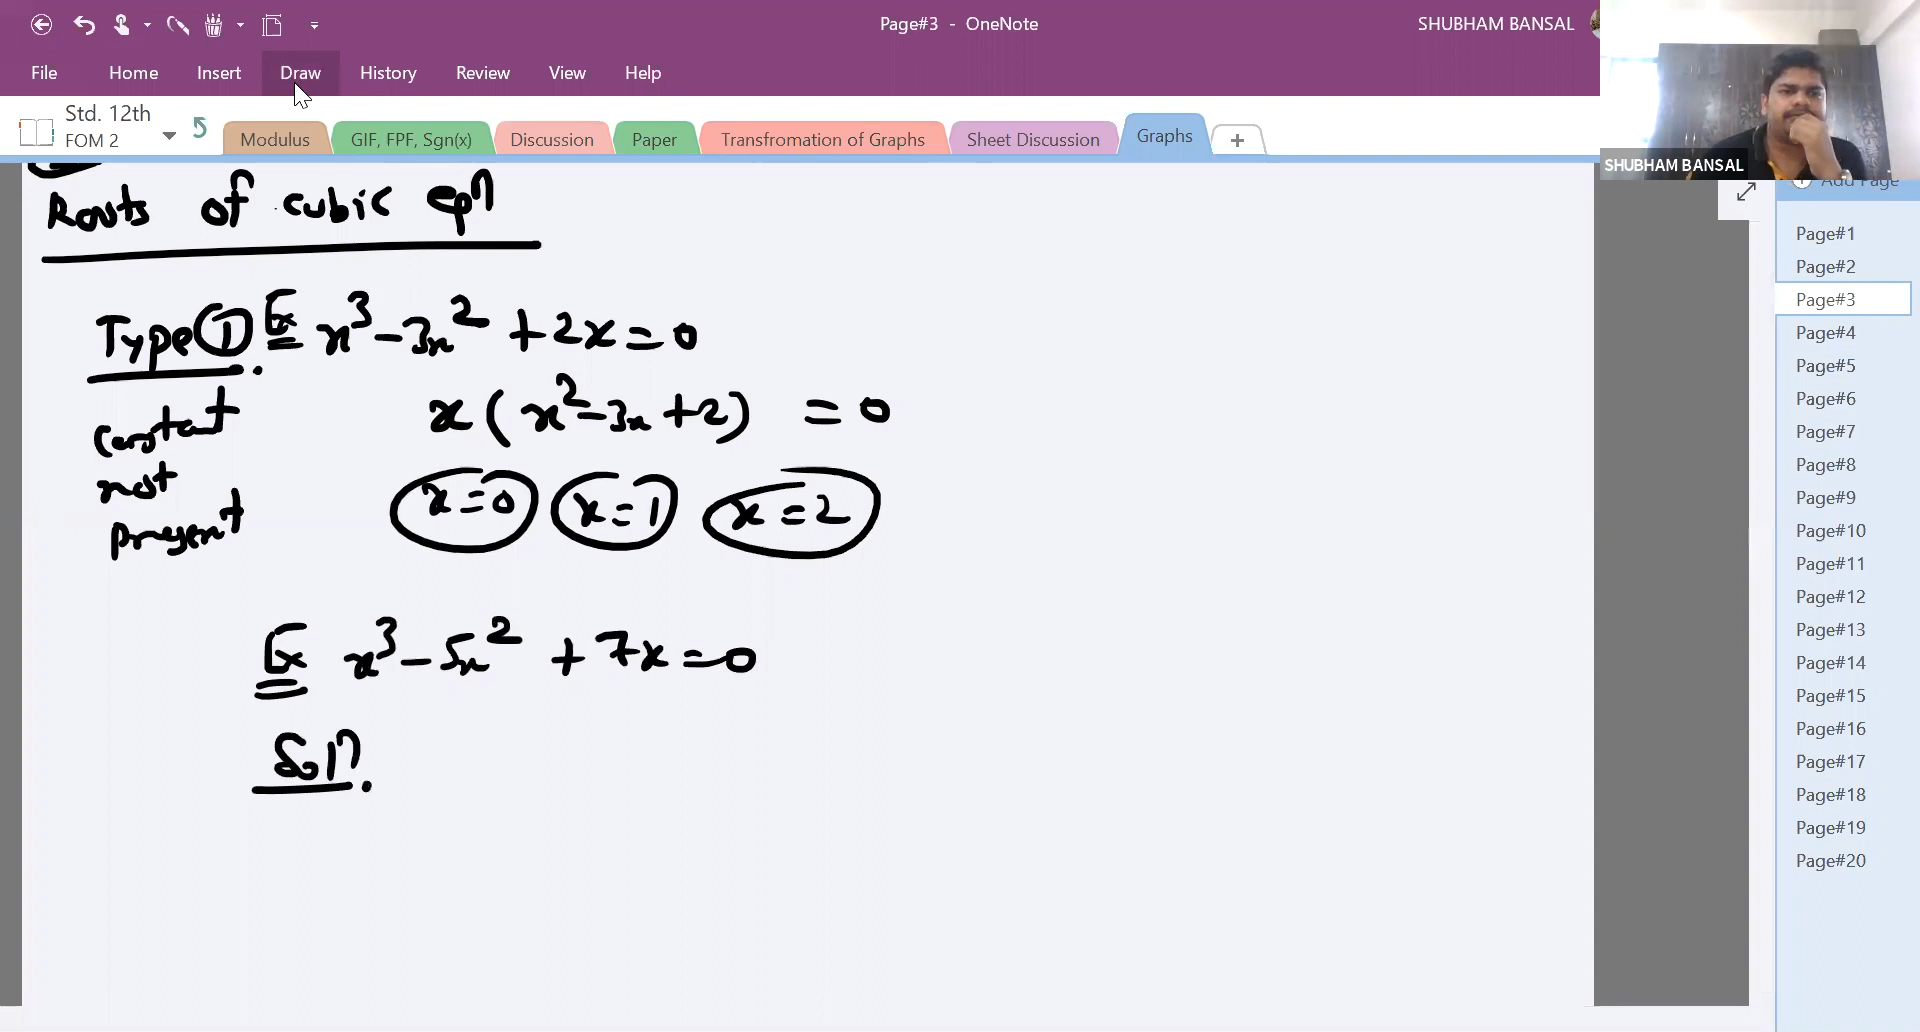 Page#3 - OneNote
SHUBHAM BANSAL
File Home Insert Draw History Review View Help
Std. 12th
FOM 2
Modulus GIF, FPF, Sgn(x) Discussion Paper Transfromation of Graphs Sheet Discussion Graphs +
SHUBHAM BANSAL
Add Page
Roots of cubic eqn
Type ① Ex x³ - 3x² + 2x = 0
constant
not
present
x (x² - 3x + 2) = 0
x = 0 x = 1 x = 2
Ex x³ - 5x² + 7x = 0
Soln.
Page#1
Page#2
Page#3
Page#4
Page#5
Page#6
Page#7
Page#8
Page#9
Page#10
Page#11
Page#12
Page#13
Page#14
Page#15
Page#16
Page#17
Page#18
Page#19
Page#20